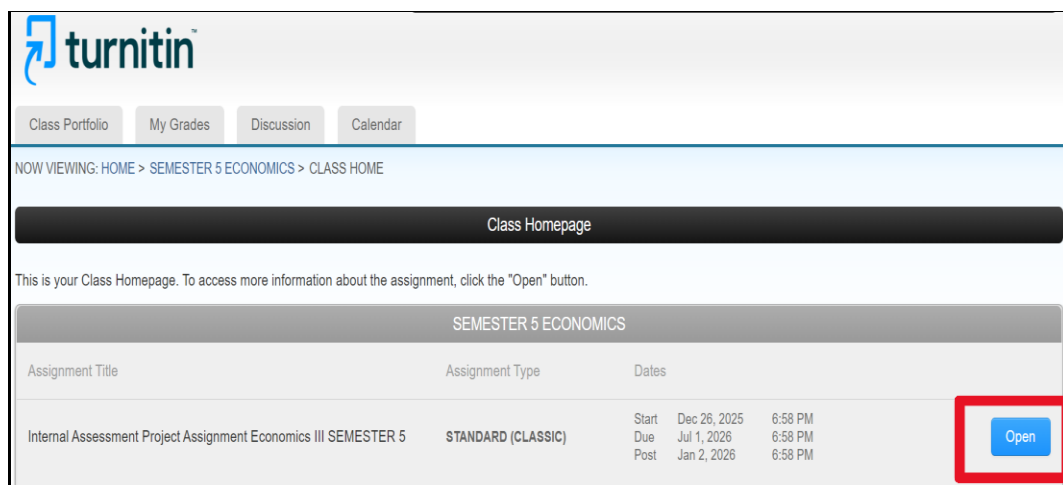 turnitin™
Class Portfolio My Grades Discussion Calendar
NOW VIEWING: HOME > SEMESTER 5 ECONOMICS > CLASS HOME
Class Homepage
This is your Class Homepage. To access more information about the assignment, click the "Open" button.
SEMESTER 5 ECONOMICS
Assignment Title Assignment Type Dates
Start Dec 26, 2025 6:58 PM
Internal Assessment Project Assignment Economics III SEMESTER 5 STANDARD (CLASSIC) Due Jul 1, 2026 6:58 PM Open
Post Jan 2, 2026 6:58 PM